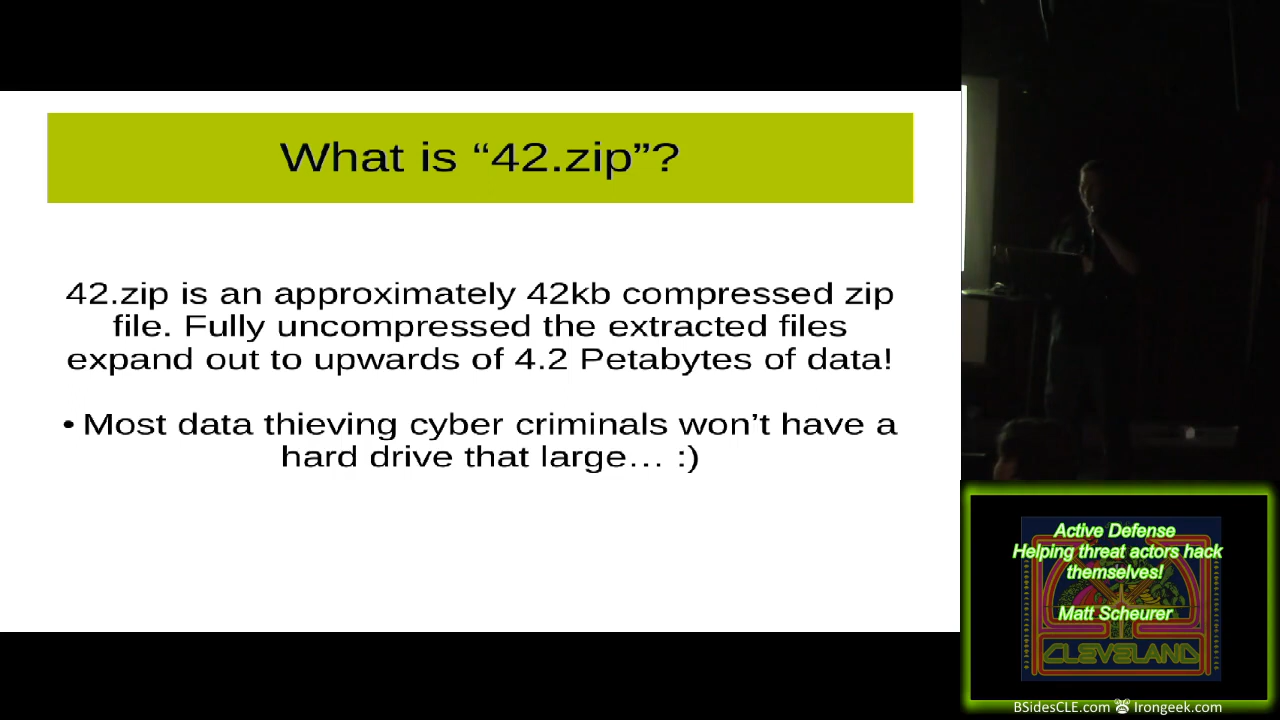 What is “42.zip”?
42.zip is an approximately 42kb compressed zip
file. Fully uncompressed the extracted files
expand out to upwards of 4.2 Petabytes of data!
• Most data thieving cyber criminals won’t have a
hard drive that large… :)
Active Defense
Helping threat actors hack
themselves!
Matt Scheurer
CLEVELAND
BSidesCLE.com Irongeek.com